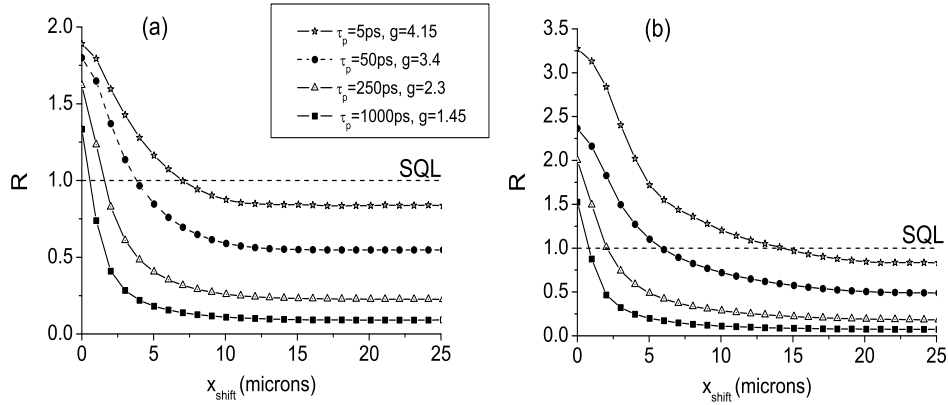 (a)
τp=5ps, g=4.15
τp=50ps, g=3.4
τp=250ps, g=2.3
τp=1000ps, g=1.45
(b)
2.0
1.5
1.0
0.5
0.0
R
SQL
0 5 10 15 20 25
xshift (microns)
3.5
3.0
2.5
2.0
1.5
1.0
0.5
0.0
R
SQL
0 5 10 15 20 25
xshift (microns)